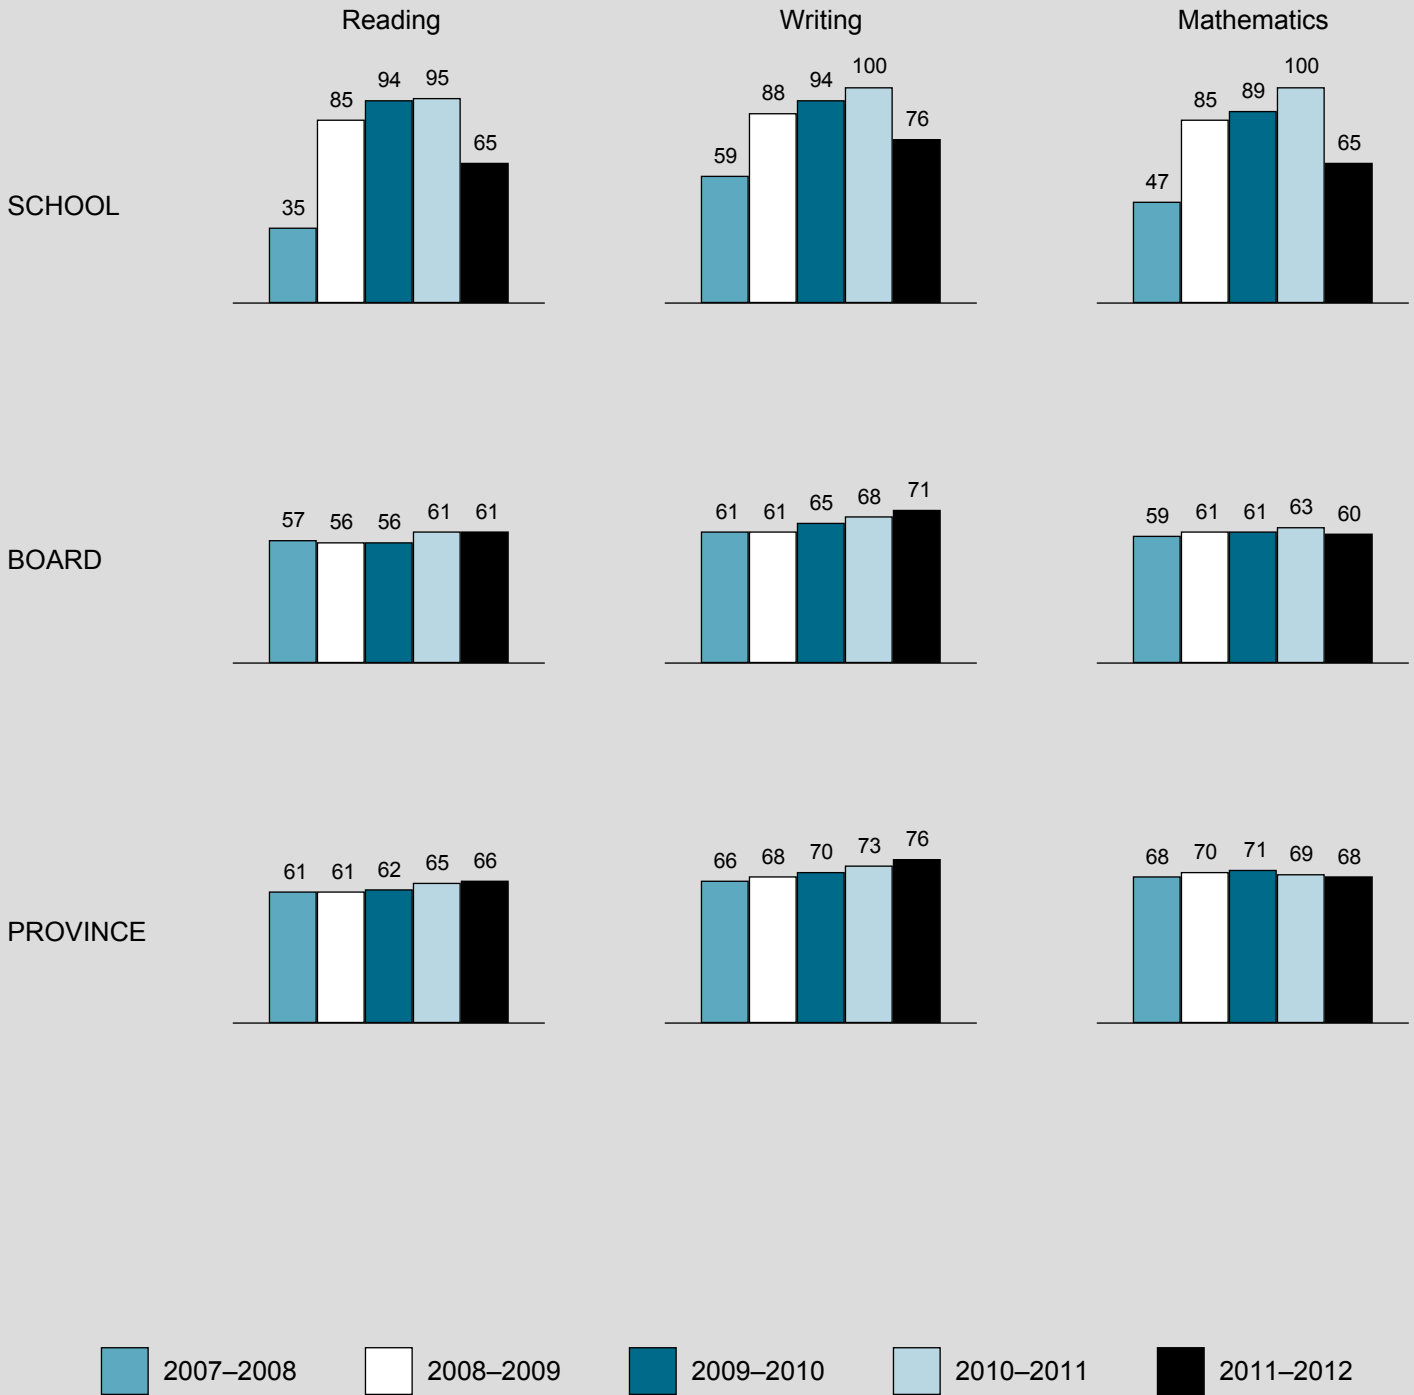 Reading Writing Mathematics
SCHOOL
35 85 94 95 65
59 88 94 100 76
47 85 89 100 65
BOARD
57 56 56 61 61
61 61 65 68 71
59 61 61 63 60
PROVINCE
61 61 62 65 66
66 68 70 73 76
68 70 71 69 68
2007–2008 2008–2009 2009–2010 2010–2011 2011–2012